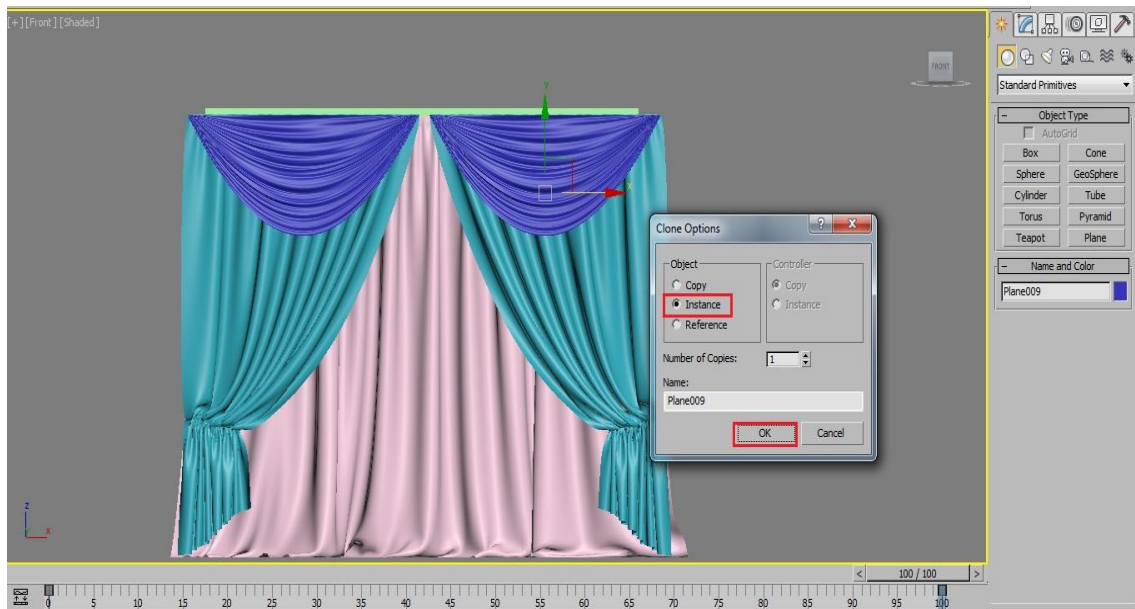 [+][Front][Shaded]
FRONT
y
x
z
x
Clone Options
?
X
Object
Copy
Instance
Reference
Controller
Copy
Instance
Number of Copies:
1
Name:
Plane009
OK
Cancel
Standard Primitives
- Object Type
AutoGrid
Box Cone
Sphere GeoSphere
Cylinder Tube
Torus Pyramid
Teapot Plane
- Name and Color
Plane009
< 100 / 100 >
0 5 10 15 20 25 30 35 40 45 50 55 60 65 70 75 80 85 90 95 100